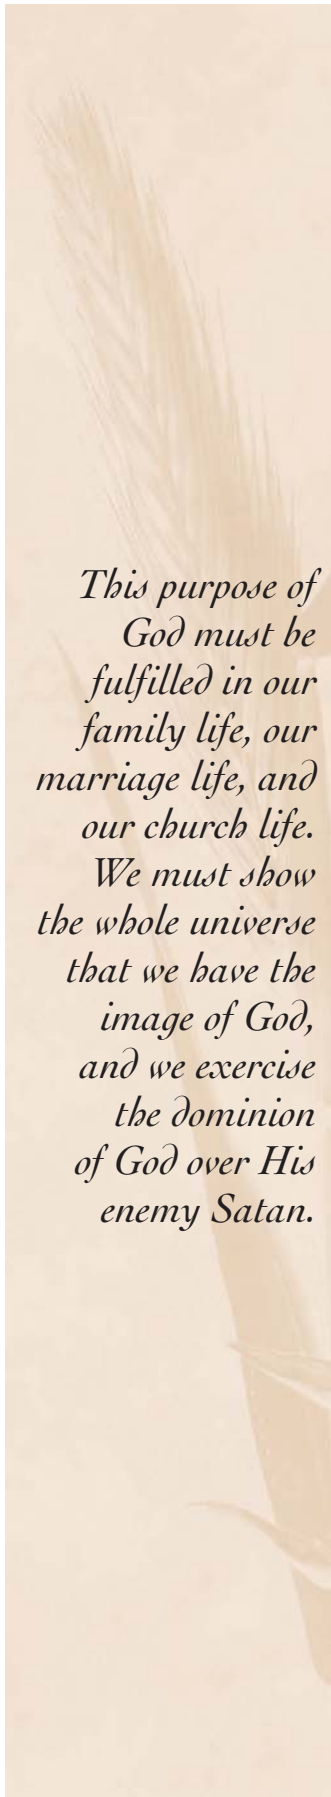 This purpose of
God must be
fulfilled in our
family life, our
marriage life, and
our church life.
We must show
the whole universe
that we have the
image of God,
and we exercise
the dominion
of God over His
enemy Satan.